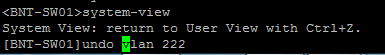 <BNT-SW01>system-view
System View: return to User View with Ctrl+Z.
[BNT-SW01]undo vlan 222